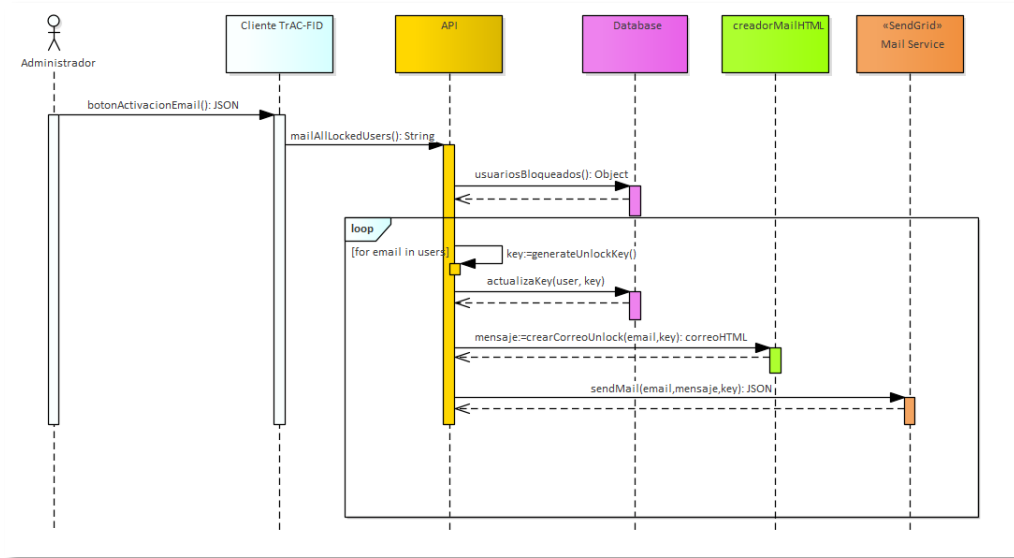 Administrador
Cliente TrAC-FID
API
Database
creadorMailHTML
«SendGrid»
Mail Service
botonActivacionEmail(): JSON
mailAllLockedUsers(): String
usuariosBloqueados(): Object
loop
[for email in users]
key:=generateUnlockKey()
actualizaKey(user, key)
mensaje:=crearCorreoUnlock(email,key): correoHTML
sendMail(email,mensaje,key): JSON